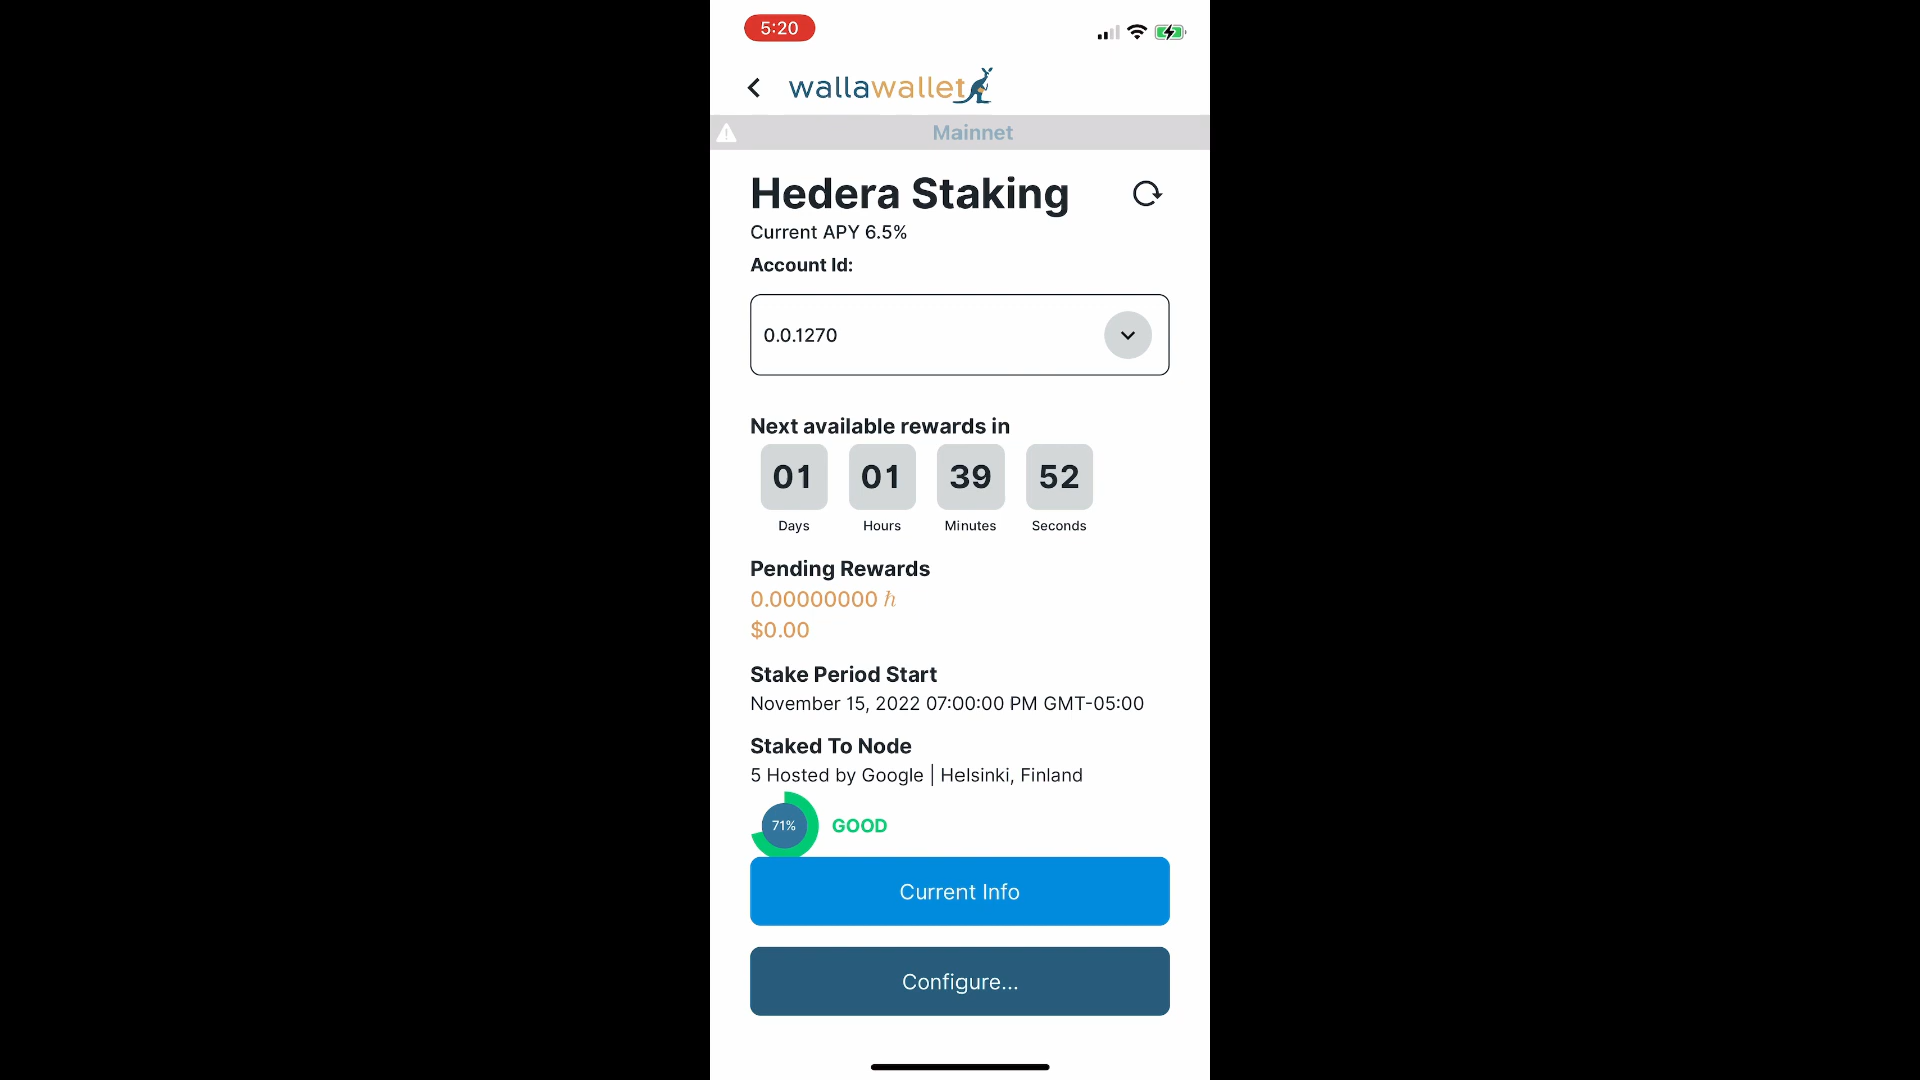 5:20
wallawallet
Mainnet
Hedera Staking
Current APY 6.5%
Account Id:
0.0.1270
Next available rewards in
01 01 39 52
Days Hours Minutes Seconds
Pending Rewards
0.00000000 ℏ
$0.00
Stake Period Start
November 15, 2022 07:00:00 PM GMT-05:00
Staked To Node
5 Hosted by Google | Helsinki, Finland
71% GOOD
Current Info
Configure...